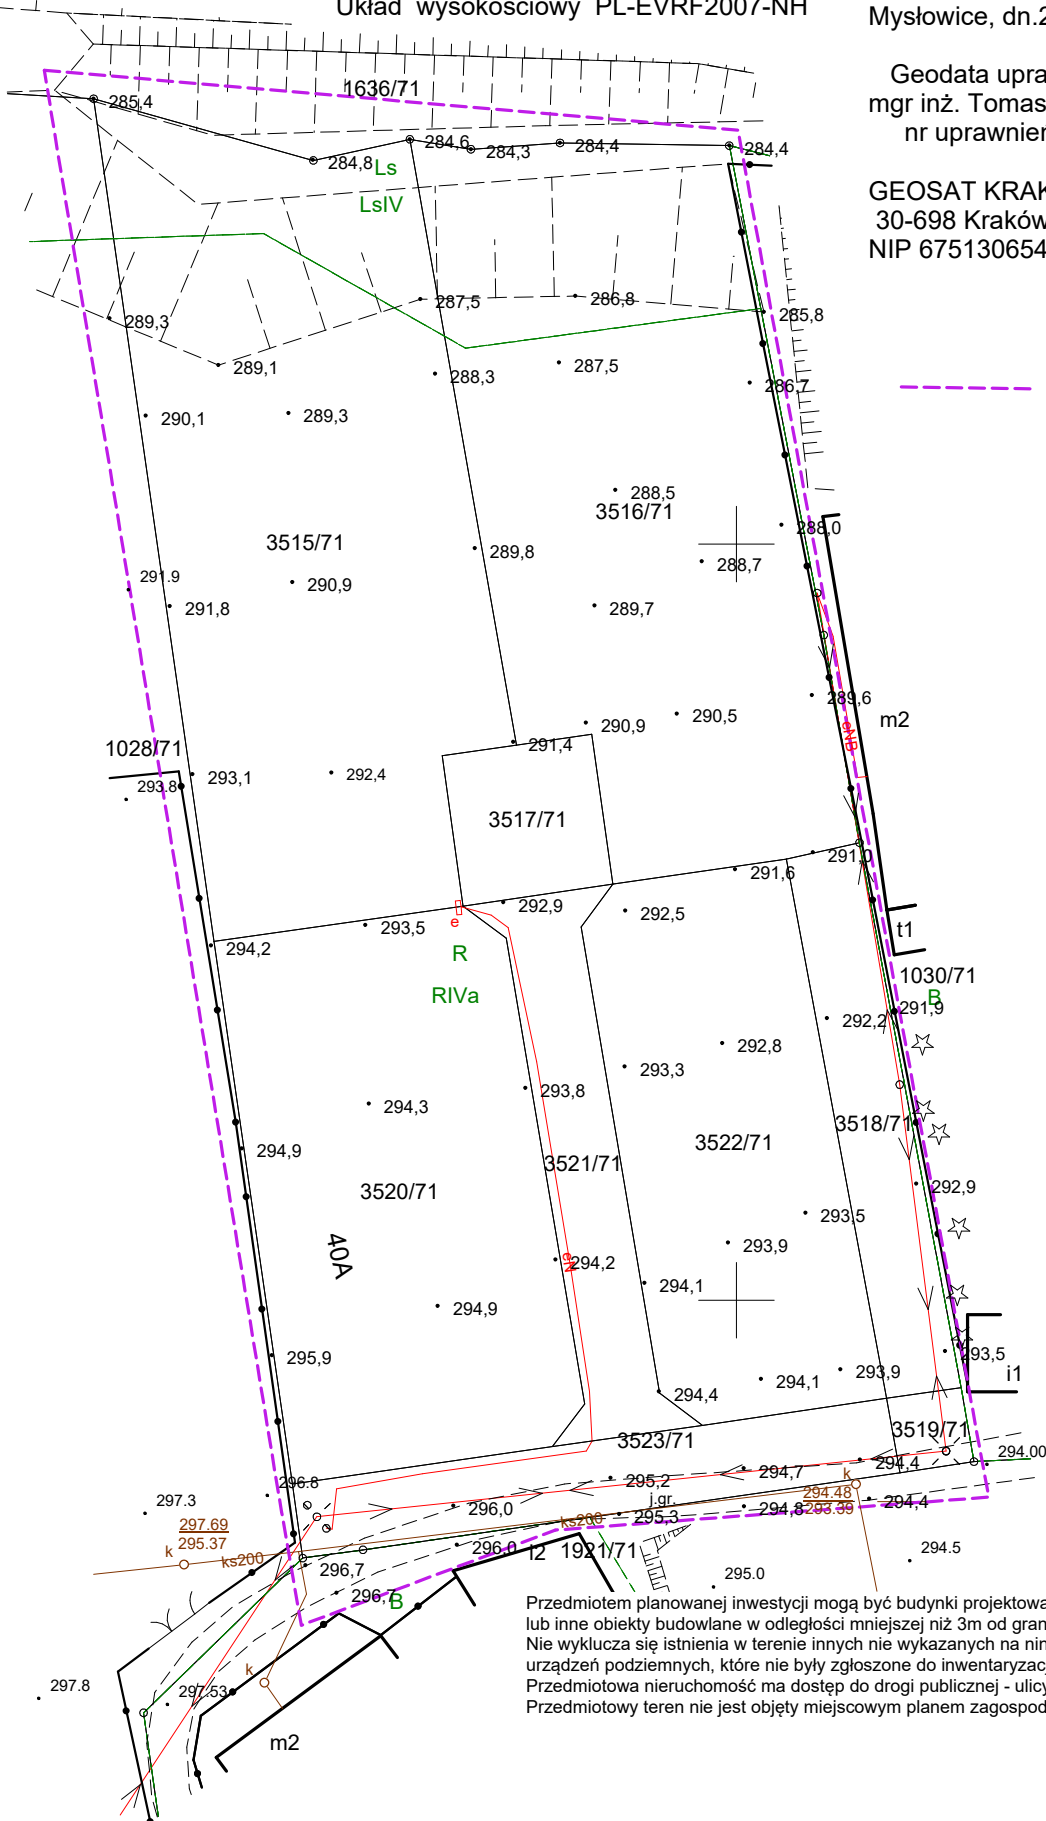 Układ wysokościowy PL-EVRF2007-NH
Mysłowice, dn.2
Geodata upra
mgr inż. Tomas
nr uprawnien
GEOSAT KRAK
30-698 Kraków
NIP 675130654
1636/71
285,4
284,8
284,6
284,3
284,4
284,4
Ls
LsIV
287,5
286,8
285,8
289,3
289,1
288,3
287,5
286,7
290,1
289,3
288,5
3516/71
288,0
3515/71
289,8
288,7
291.9
290,9
291,8
289,7
289,6
m2
eNB
290,9
290,5
291,4
1028/71
293,1
292,4
293.8
3517/71
291,0
291,6
292,9
292,5
e
293,5
t1
294,2
R
1030/71
RIVa
B
291,9
292,2
292,8
293,3
293,8
294,3
3518/71
294,9
3522/71
3521/71
3520/71
292,9
293,5
40A
293,9
294,2
eN
294,1
294,9
295,9
293,5
293,9
i1
294,1
294,4
3519/71
3523/71
294.00
294,4
294,7
295,2
k
296.8
j.gr.
294.48
293.39
294,4
297.3
296,0
294,8
295,3
297.69
295.37
ks200
k
ks200
296,0
i2
1921/71
294.5
296,7
295.0
296,7
B
Przedmiotem planowanej inwestycji mogą być budynki projektowa
lub inne obiekty budowlane w odległości mniejszej niż 3m od gran
Nie wyklucza się istnienia w terenie innych nie wykazanych na nin
urządzeń podziemnych, które nie były zgłoszone do inwentaryzac
Przedmiotowa nieruchomość ma dostęp do drogi publicznej - ulicy
Przedmiotowy teren nie jest objęty miejscowym planem zagospod
k
297.8
297.53
m2